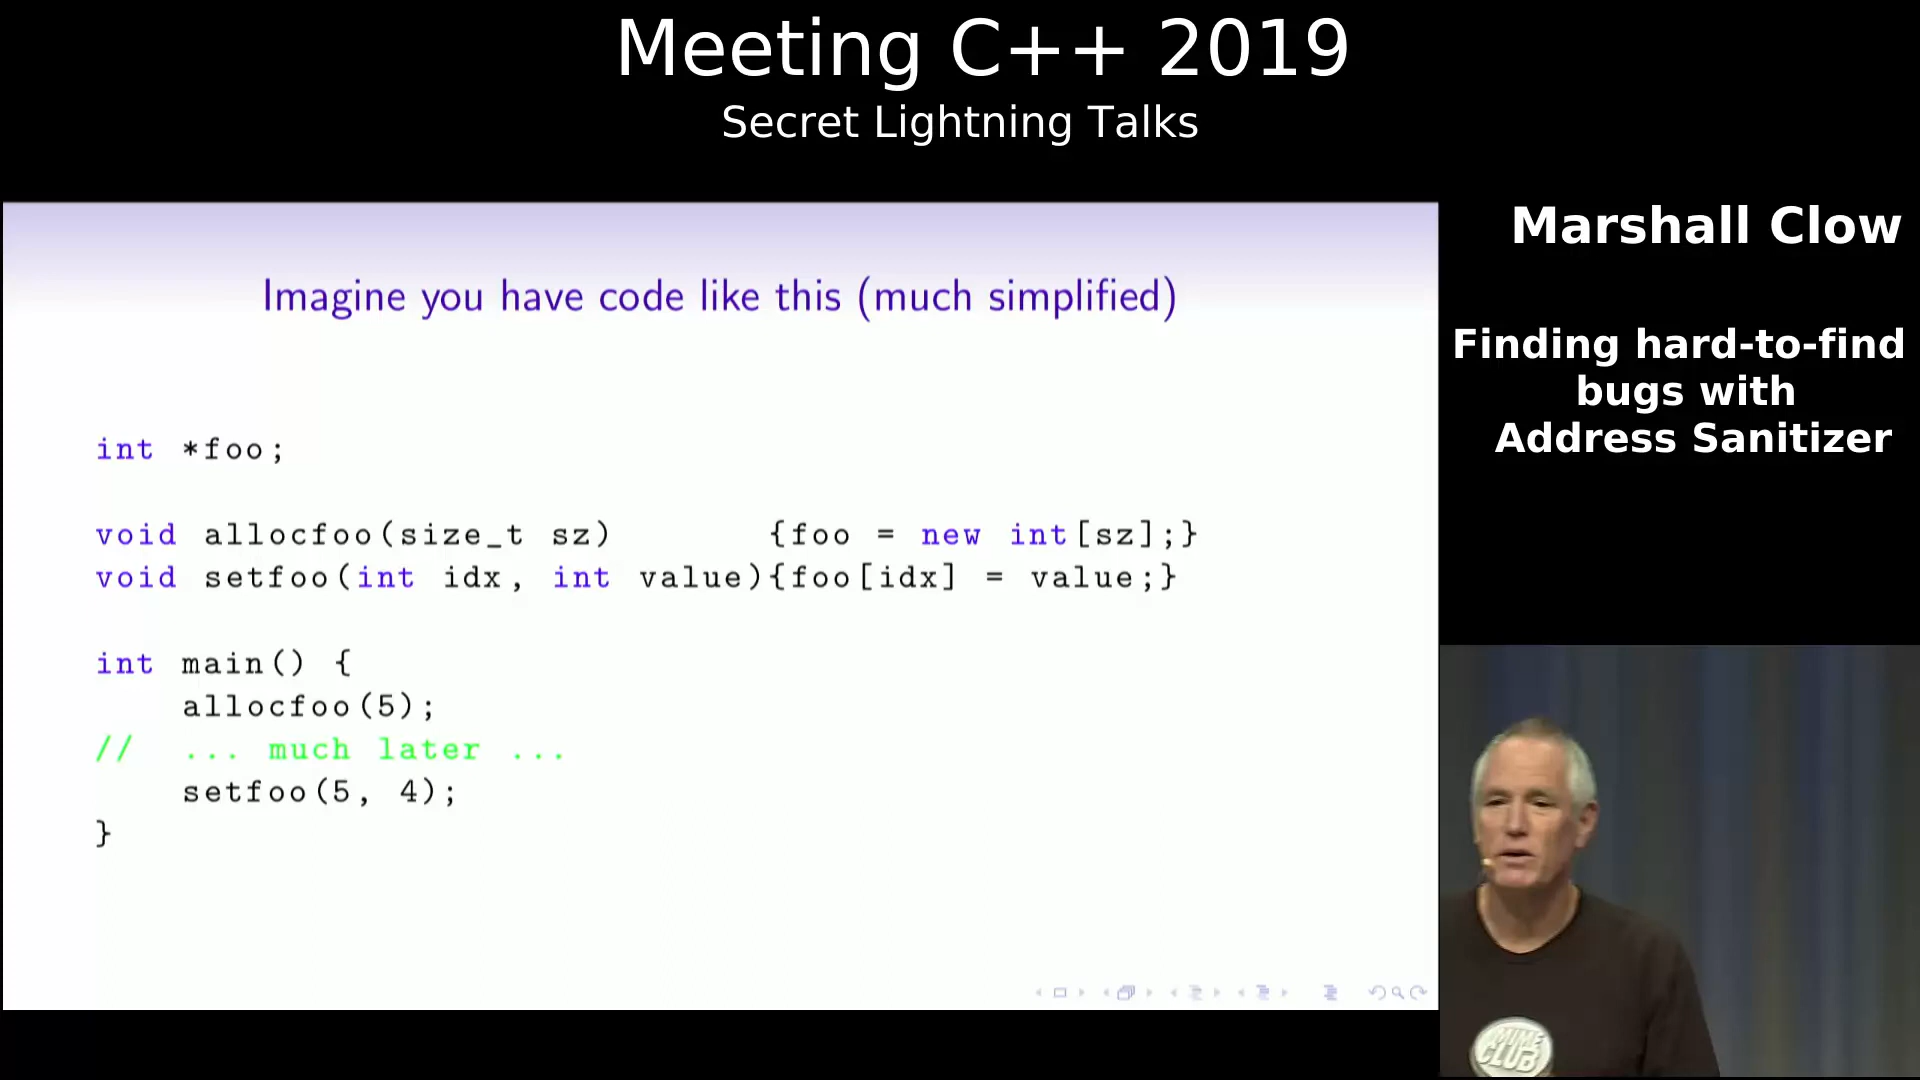 Meeting C++ 2019
Secret Lightning Talks
Marshall Clow
Finding hard-to-find
bugs with
Address Sanitizer
Imagine you have code like this (much simplified)
int *foo;
void allocfoo(size_t sz)       {foo = new int[sz];}
void setfoo(int idx, int value){foo[idx] = value;}
int main() {
    allocfoo(5);
//  ... much later ...
    setfoo(5, 4);
}
MIME
CLUB